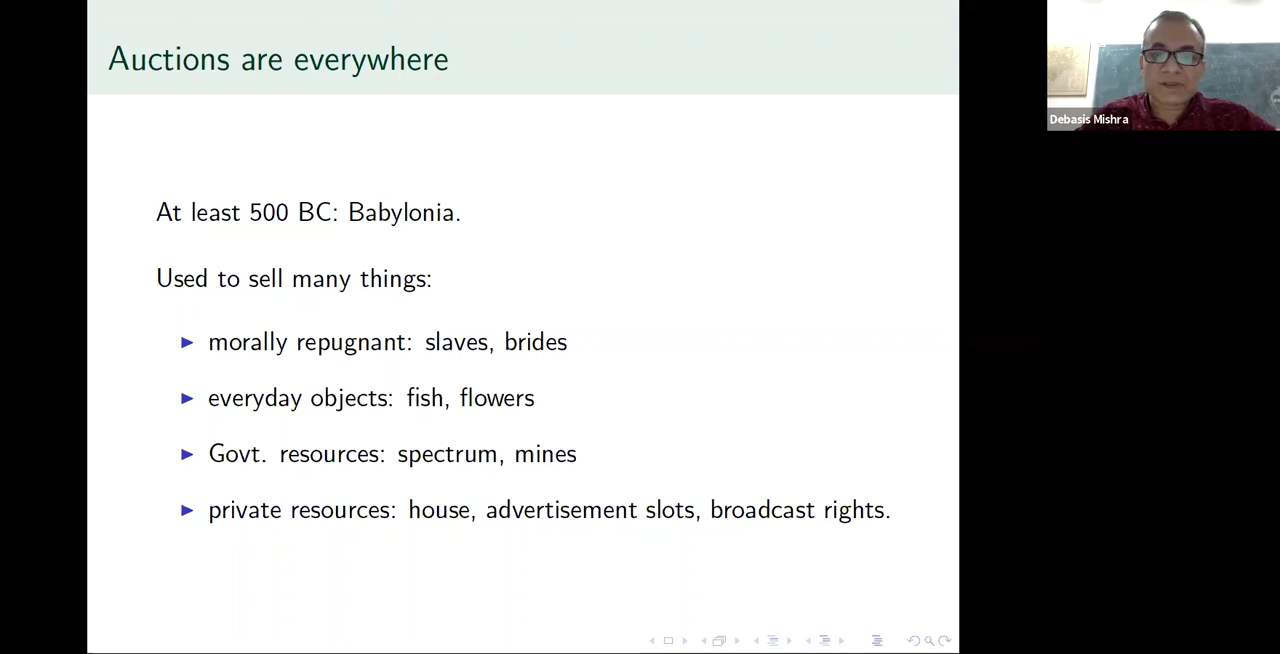 Auctions are everywhere
Debasis Mishra
At least 500 BC: Babylonia.
Used to sell many things:
morally repugnant: slaves, brides
everyday objects: fish, flowers
Govt. resources: spectrum, mines
private resources: house, advertisement slots, broadcast rights.